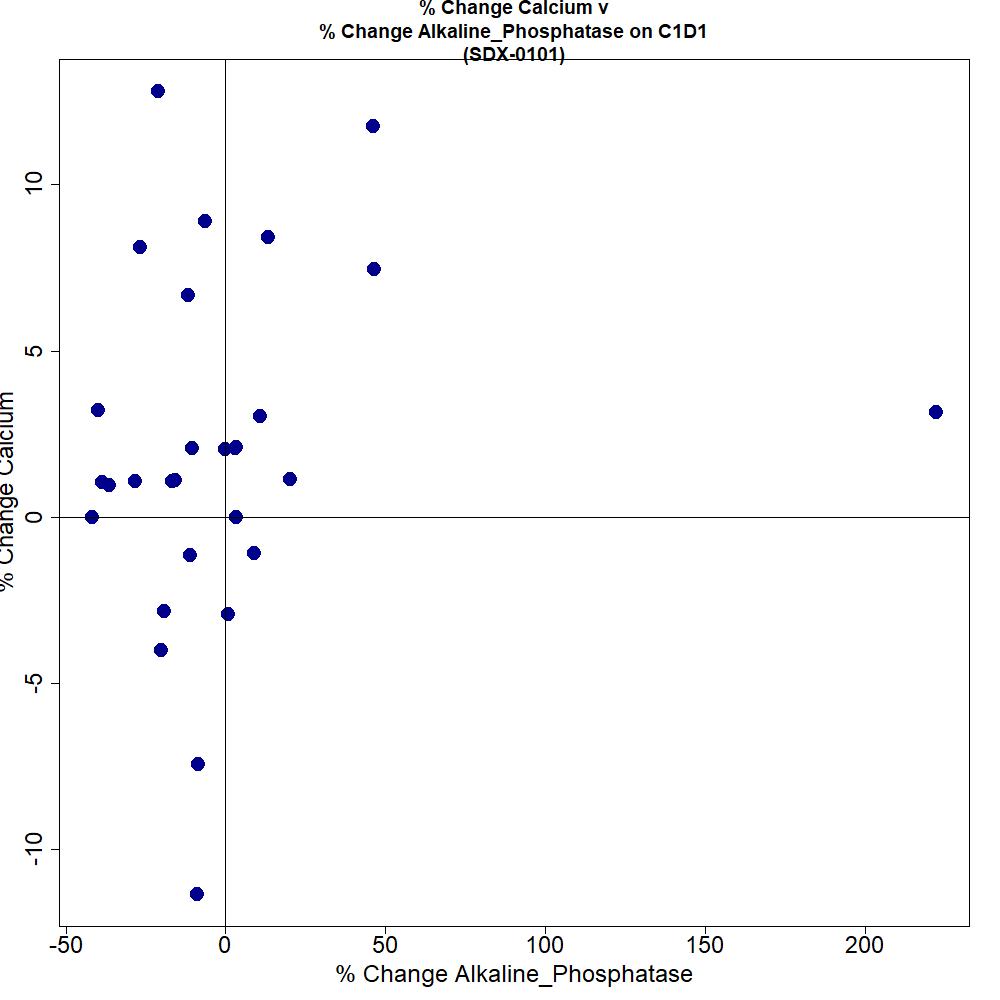 % Change Calcium v
% Change Alkaline_Phosphatase on C1D1
(SDX-0101)
% Change Calcium
10
5
0
-5
-10
-50
0
50
100
150
200
% Change Alkaline_Phosphatase